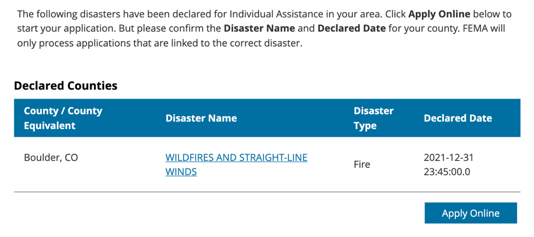 The following disasters have been declared for Individual Assistance in your area. Click Apply Online below to
start your application. But please confirm the Disaster Name and Declared Date for your county. FEMA will
only process applications that are linked to the correct disaster.
Declared Counties
County / County Equivalent
Disaster Name
Disaster Type
Declared Date
Boulder, CO
WILDFIRES AND STRAIGHT-LINE
WINDS
Fire
2021-12-31
23:45:00.0
Apply Online